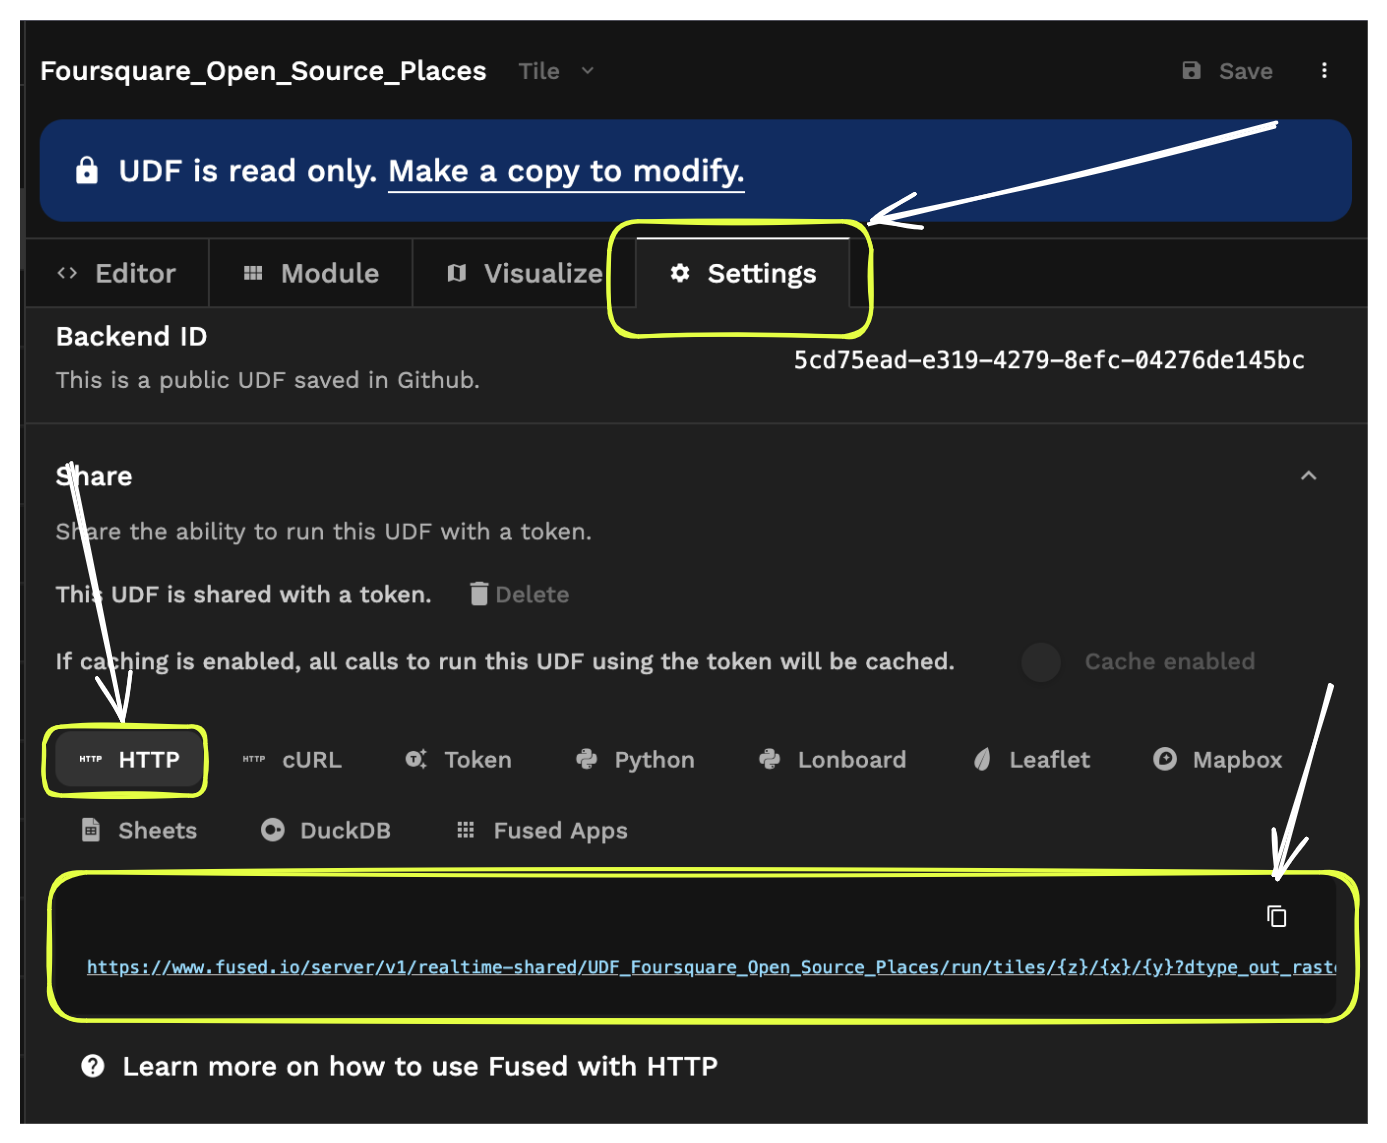 Foursquare_Open_Source_Places Tile Save
UDF is read only. Make a copy to modify.
Editor Module Visualize Settings
Backend ID
5cd75ead-e319-4279-8efc-04276de145bc
This is a public UDF saved in Github.
Share
Share the ability to run this UDF with a token.
This UDF is shared with a token. Delete
If caching is enabled, all calls to run this UDF using the token will be cached. Cache enabled
HTTP HTTP HTTP cURL Token Python Lonboard Leaflet Mapbox
Sheets DuckDB Fused Apps
https://www.fused.io/server/v1/realtime-shared/UDF_Foursquare_Open_Source_Places/run/tiles/{z}/{x}/{y}?dtype_out_raste
Learn more on how to use Fused with HTTP